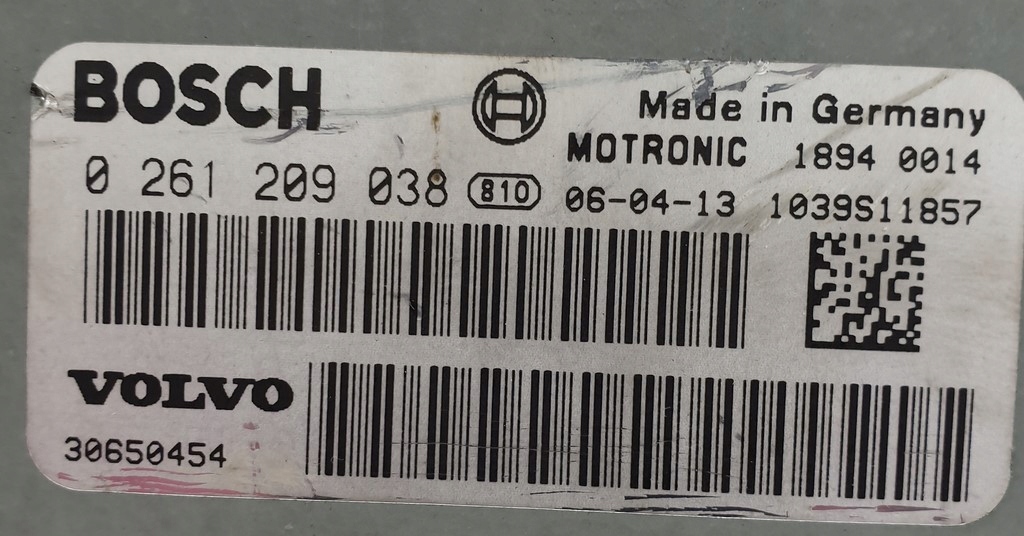 BOSCH
Made in Germany
MOTRONIC 1894 0014
0 261 209 038 810 06-04-13 1039S11857
VOLVO
30650454